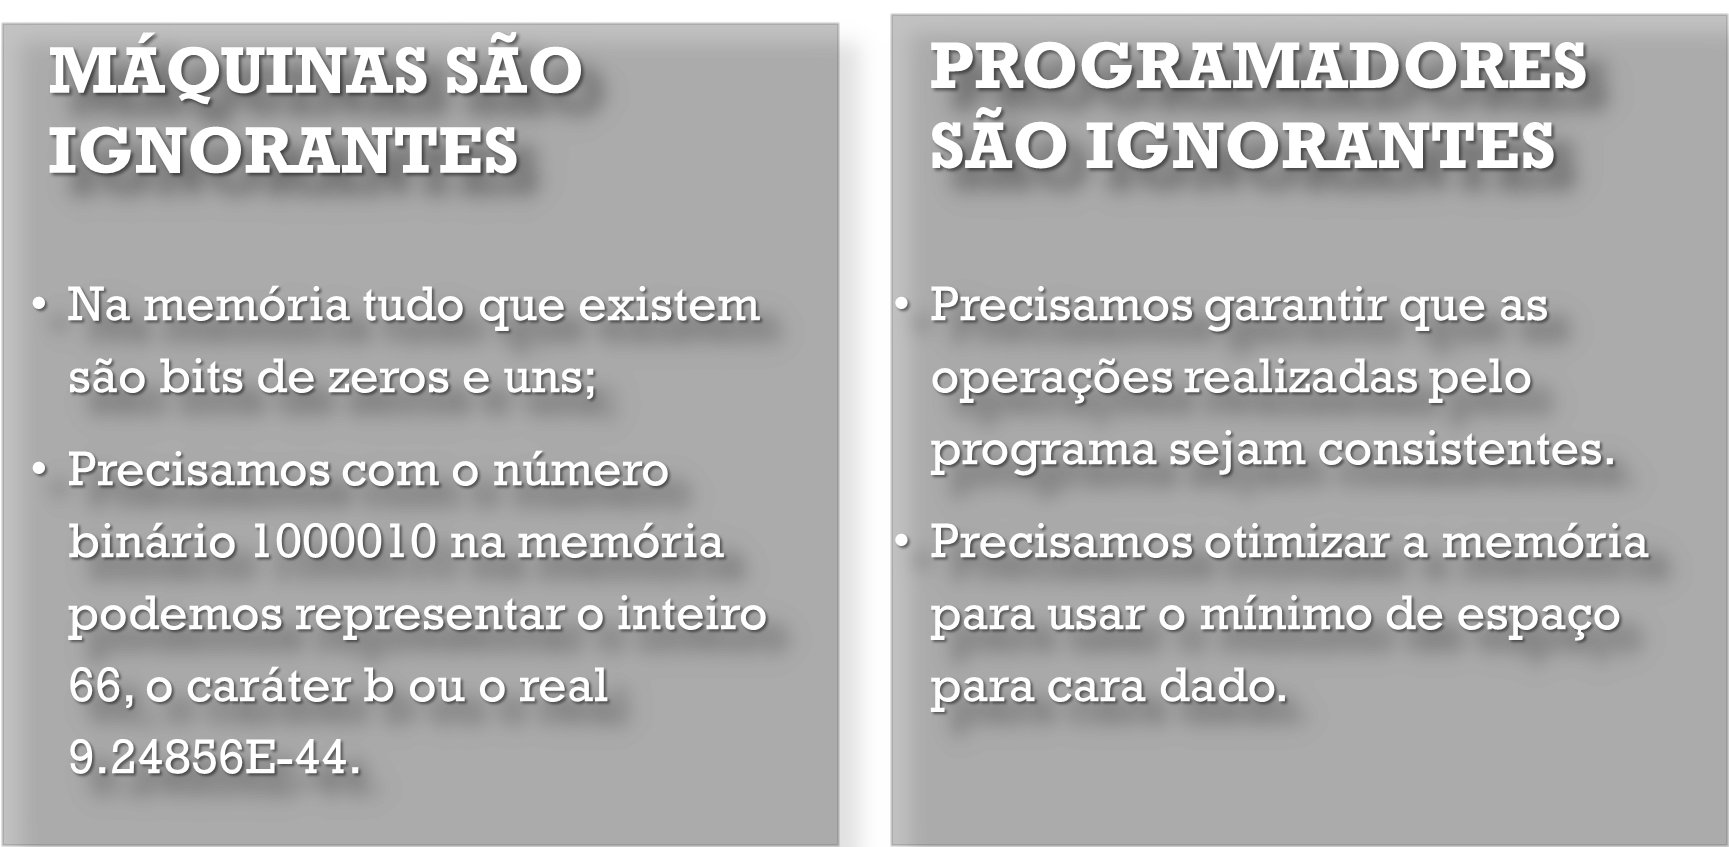 MÁQUINAS SÃO
IGNORANTES
• Na memória tudo que existem
são bits de zeros e uns;
• Precisamos com o número
binário 1000010 na memória
podemos representar o inteiro
66, o caráter b ou o real
9.24856E-44.
PROGRAMADORES
SÃO IGNORANTES
• Precisamos garantir que as
operações realizadas pelo
programa sejam consistentes.
• Precisamos otimizar a memória
para usar o mínimo de espaço
para cara dado.